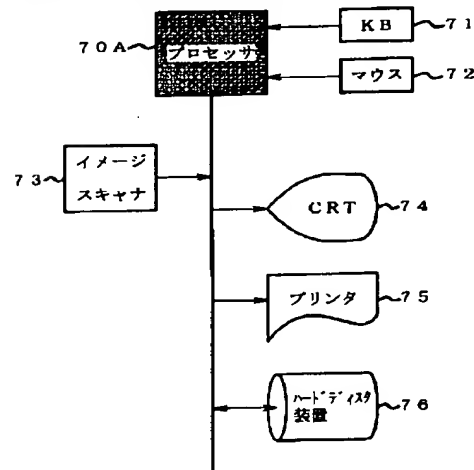 70A
プロセッサ
KB
71
マウス
72
73
イメージ
スキャナ
CRT
74
プリンタ
75
ハードディスタ
装置
76